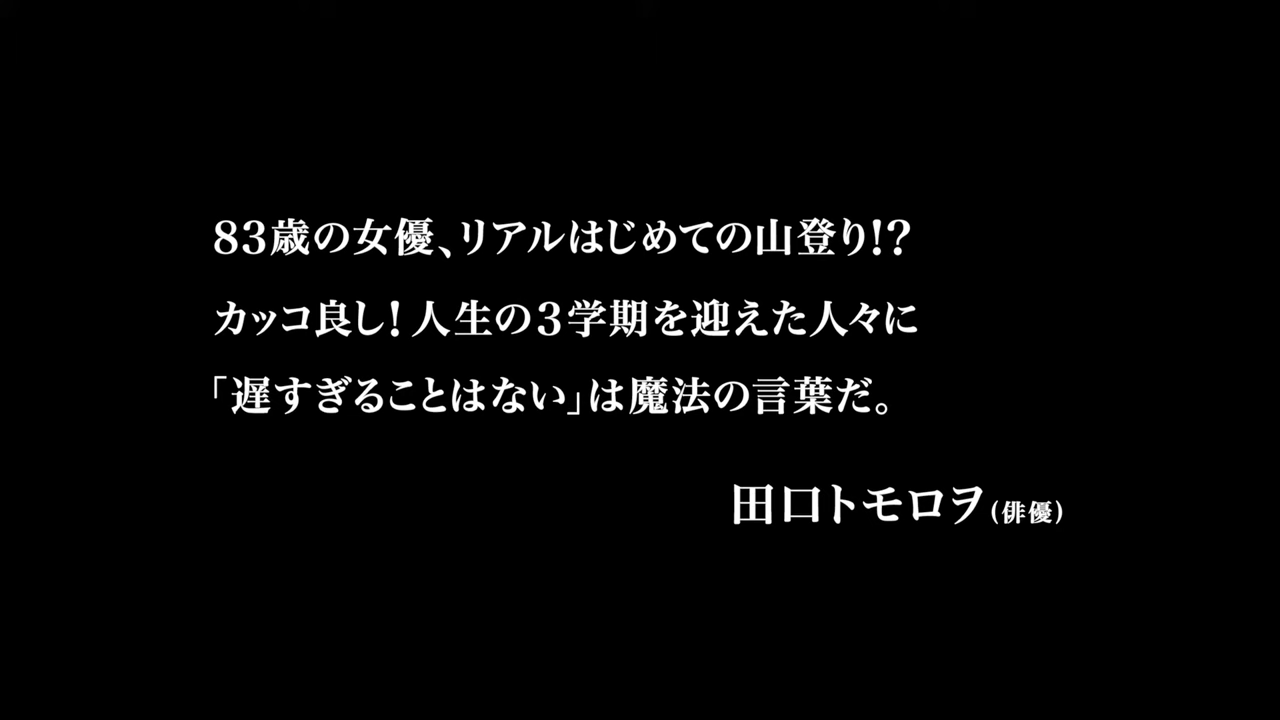 83歳の女優、リアルはじめての山登り!?
カッコ良し!人生の3学期を迎えた人々に
「遅すぎることはない」は魔法の言葉だ。
田口トモロヲ(俳優)